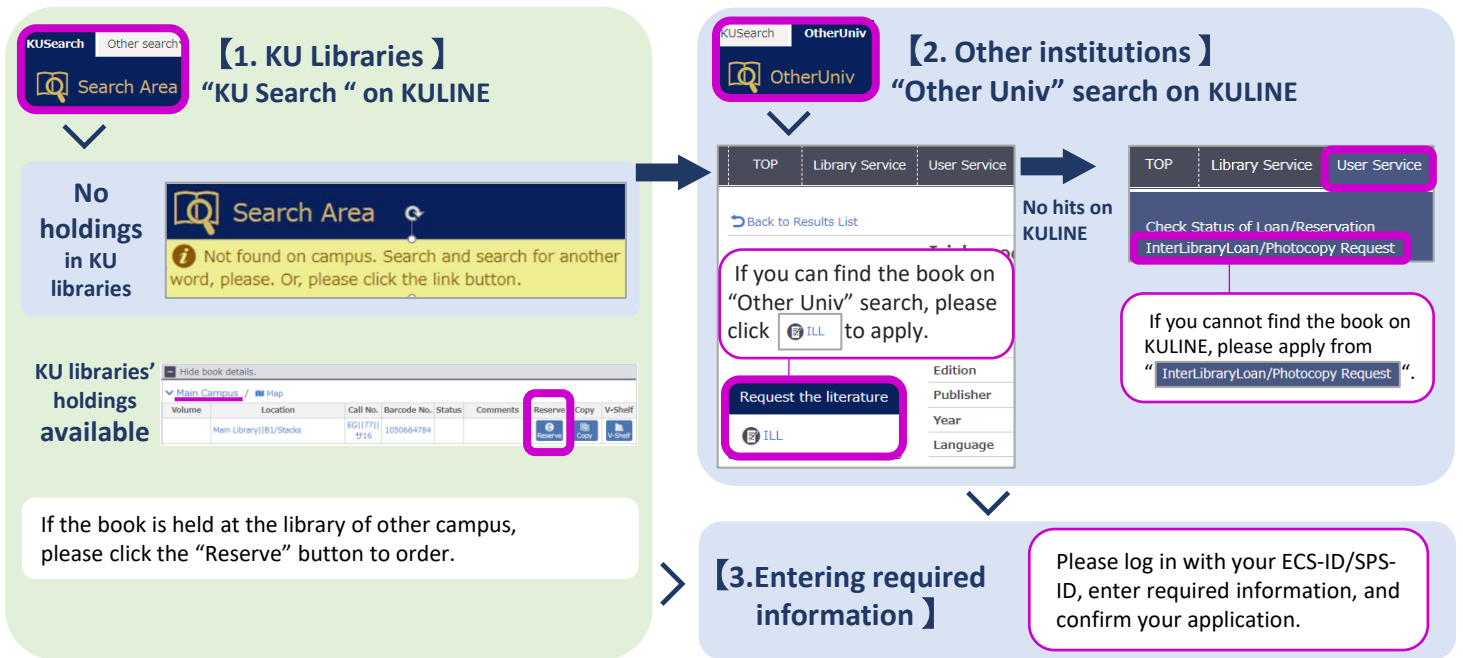 KUSearch Other search
Search Area
【1. KU Libraries 】
“KU Search “ on KULINE
No
holdings
in KU
libraries
Search Area
Not found on campus. Search and search for another
word, please. Or, please click the link button.
KU libraries’
holdings
available
Hide book details.
Main Campus / Map
Volume Location Call No. Barcode No. Status Comments Reserve Copy V-Shelf
Main Library||B1/Stacks EG||77||サ16 1050664784 Reserve Copy V-Shelf
If the book is held at the library of other campus,
please click the “Reserve” button to order.
KUSearch OtherUniv
OtherUniv
【2. Other institutions 】
“Other Univ” search on KULINE
TOP Library Service User Service
Back to Results List
If you can find the book on
“Other Univ” search, please
click ILL to apply.
Edition
Publisher
Year
Language
Request the literature
ILL
No hits on
KULINE
TOP Library Service User Service
Check Status of Loan/Reservation
InterLibraryLoan/Photocopy Request
If you cannot find the book on
KULINE, please apply from
“ InterLibraryLoan/Photocopy Request “.
【3.Entering required
information 】
Please log in with your ECS-ID/SPS-
ID, enter required information, and
confirm your application.